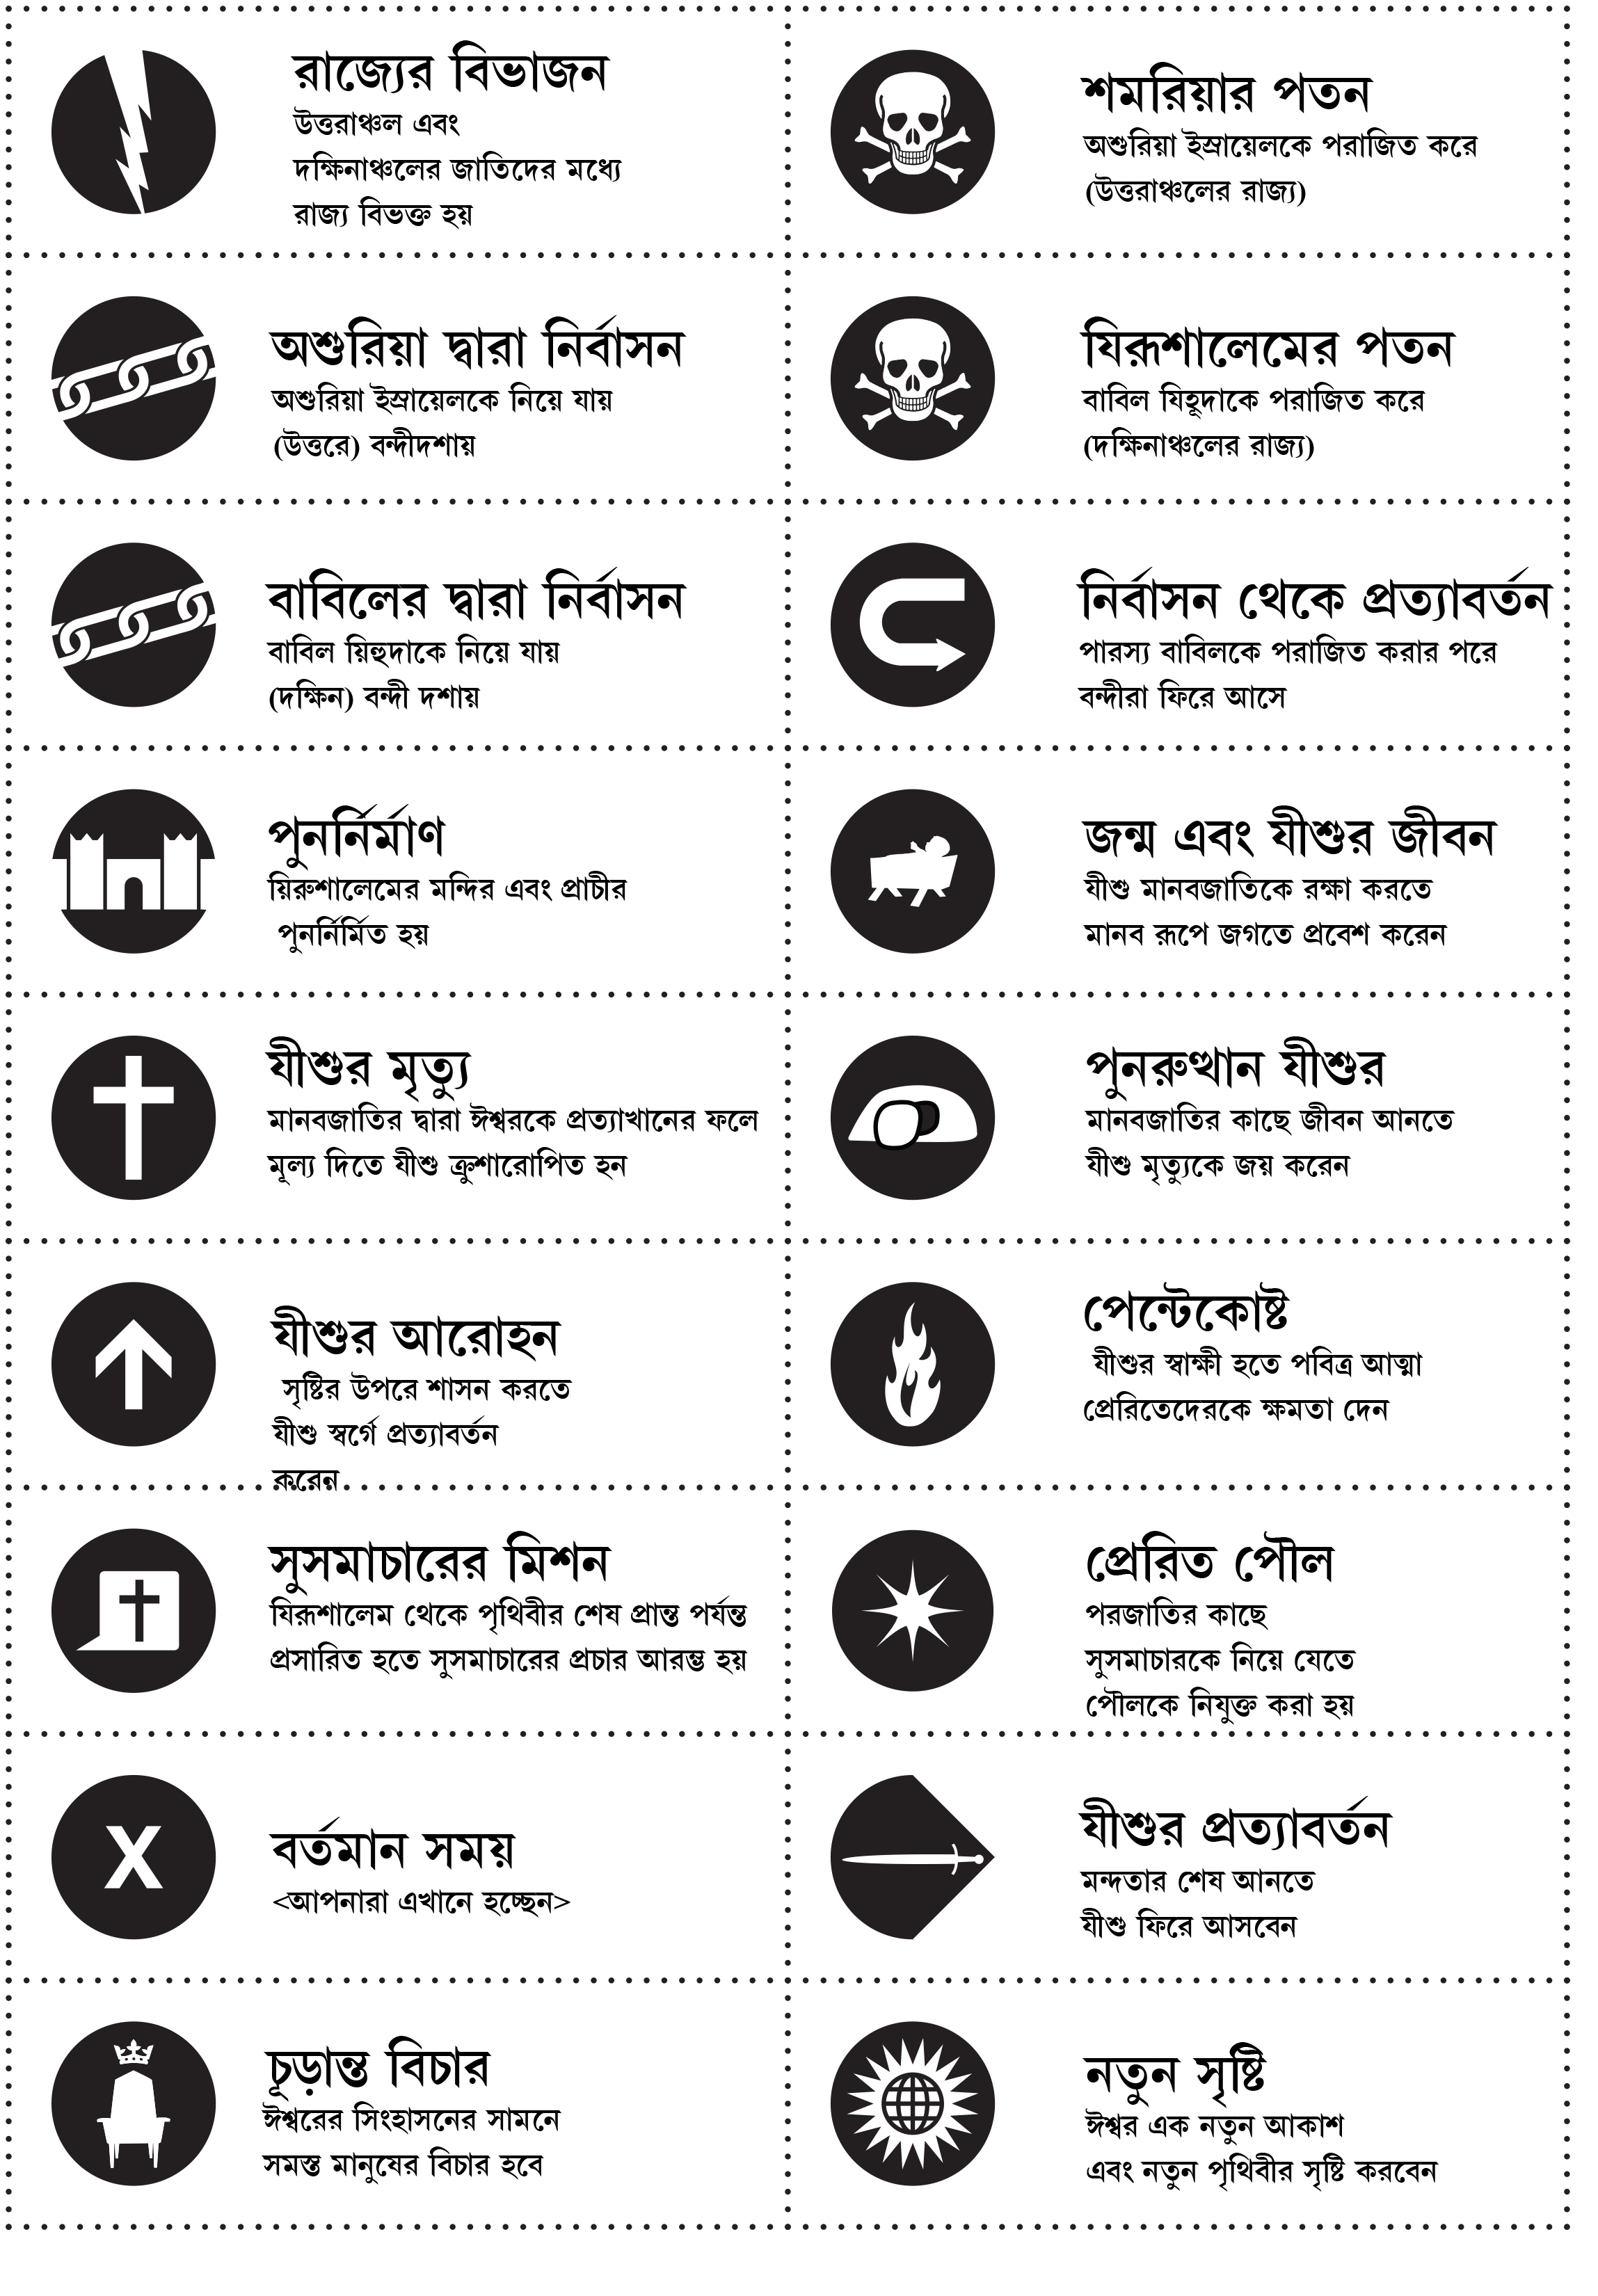 রাজ্যের বিভাজন
উত্তরাঞ্চল এবং
দক্ষিনাঞ্চলের জাতিদের মধ্যে
রাজ্য বিভক্ত হয়
শমরিয়ার পতন
অশুরিয়া ইস্রায়েলকে পরাজিত করে
(উত্তরাঞ্চলের রাজ্য)
অশুরিয়া দ্বারা নির্বাসন
অশুরিয়া ইস্রায়েলকে নিয়ে যায়
(উত্তরে) বন্দীদশায়
যিরূশালেমের পতন
বাবিল যিহূদাকে পরাজিত করে
(দক্ষিনাঞ্চলের রাজ্য)
বাবিলের দ্বারা নির্বাসন
বাবিল য়িহুদাকে নিয়ে যায়
(দক্ষিন) বন্দী দশায়
নির্বাসন থেকে প্রত্যাবর্তন
পারস্য বাবিলকে পরাজিত করার পরে
বন্দীরা ফিরে আসে
পুনর্নির্মাণ
য়িরুশালেমের মন্দির এবং প্রাচীর
পুনর্নির্মিত হয়
জন্ম এবং যীশুর জীবন
যীশু মানবজাতিকে রক্ষা করতে
মানব রূপে জগতে প্রবেশ করেন
যীশুর মৃত্যু
মানবজাতির দ্বারা ঈশ্বরকে প্রত্যাখানের ফলে
মূল্য দিতে যীশু ক্রুশারোপিত হন
পুনরুত্থান যীশুর
মানবজাতির কাছে জীবন আনতে
যীশু মৃত্যুকে জয় করেন
যীশুর আরোহন
সৃষ্টির উপরে শাসন করতে
যীশু স্বর্গে প্রত্যাবর্তন
করেন
পেন্টেকোষ্ট
যীশুর স্বাক্ষী হতে পবিত্র আত্মা
প্রেরিতেদেরকে ক্ষমতা দেন
সুসমাচারের মিশন
যিরূশালেম থেকে পৃথিবীর শেষ প্রান্ত পর্যন্ত
প্রসারিত হতে সুসমাচারের প্রচার আরম্ভ হয়
প্রেরিত পৌল
পরজাতির কাছে
সুসমাচারকে নিয়ে যেতে
পৌলকে নিযুক্ত করা হয়
X
বর্তমান সময়
<আপনারা এখানে হচ্ছেন>
যীশুর প্রত্যাবর্তন
মন্দতার শেষ আনতে
যীশু ফিরে আসবেন
চূড়ান্ত বিচার
ঈশ্বরের সিংহাসনের সামনে
সমস্ত মানুষের বিচার হবে
নতুন সৃষ্টি
ঈশ্বর এক নতুন আকাশ
এবং নতুন পৃথিবীর সৃষ্টি করবেন